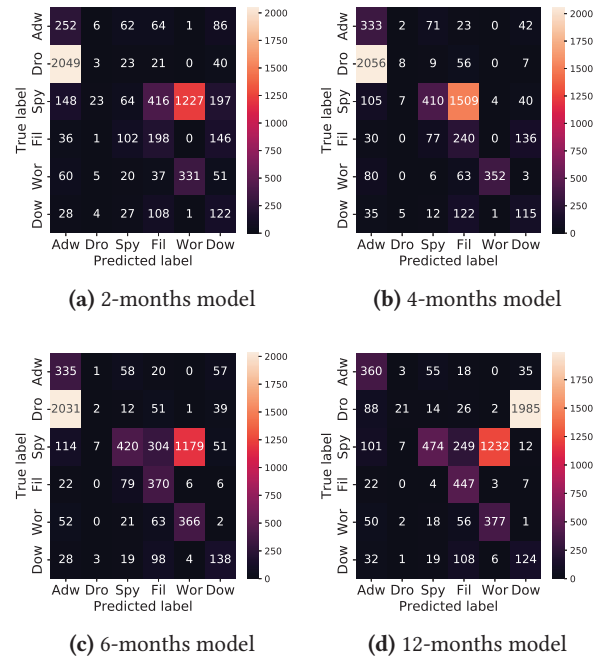 Adw 252 6 62 64 1 86
Dro 2049 3 23 21 0 40
Spy 148 23 64 416 1227 197
Fil 36 1 102 198 0 146
Wor 60 5 20 37 331 51
Dow 28 4 27 108 1 122
Adw Dro Spy Fil Wor Dow
Predicted label
True label
2000
1750
1500
1250
1000
750
500
250
0
(a) 2-months model
Adw 333 2 71 23 0 42
Dro 2056 8 9 56 0 7
Spy 105 7 410 1509 4 40
Fil 30 0 77 240 0 136
Wor 80 0 6 63 352 3
Dow 35 5 12 122 1 115
Adw Dro Spy Fil Wor Dow
Predicted label
True label
2000
1750
1500
1250
1000
750
500
250
0
(b) 4-months model
Adw 335 1 58 20 0 57
Dro 2031 2 12 51 1 39
Spy 114 7 420 304 1179 51
Fil 22 0 79 370 6 6
Wor 52 0 21 63 366 2
Dow 28 3 19 98 4 138
Adw Dro Spy Fil Wor Dow
Predicted label
True label
2000
1750
1500
1250
1000
750
500
250
0
(c) 6-months model
Adw 360 3 55 18 0 35
Dro 88 21 14 26 2 1985
Spy 101 7 474 249 1232 12
Fil 22 0 4 447 3 7
Wor 50 2 18 56 377 1
Dow 32 1 19 108 6 124
Adw Dro Spy Fil Wor Dow
Predicted label
True label
1750
1500
1250
1000
750
500
250
0
(d) 12-months model